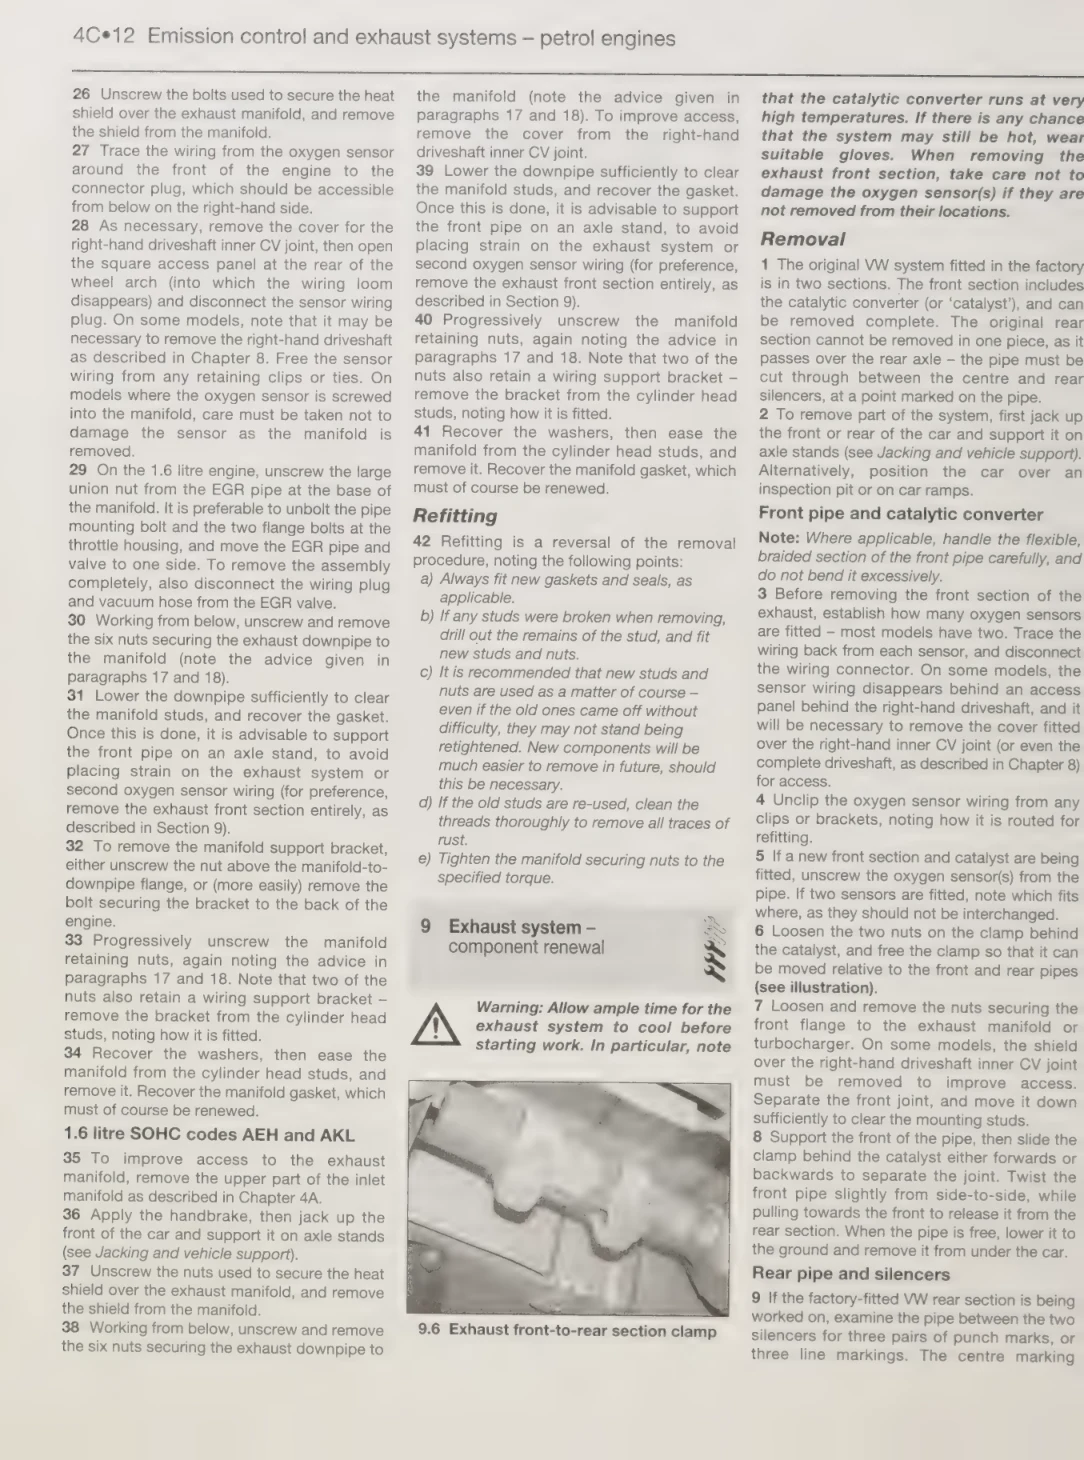 4C•12 Emission control and exhaust systems – petrol engines
26 Unscrew the bolts used to secure the heat
shield over the exhaust manifold, and remove
the shield from the manifold.
27 Trace the wiring from the oxygen sensor
around the front of the engine to the
connector plug, which should be accessible
from below on the right-hand side.
28 As necessary, remove the cover for the
right-hand driveshaft inner CV joint, then open
the square access panel at the rear of the
wheel arch (into which the wiring loom
disappears) and disconnect the sensor wiring
plug. On some models, note that it may be
necessary to remove the right-hand driveshaft
as described in Chapter 8. Free the sensor
wiring from any retaining clips or ties. On
models where the oxygen sensor is screwed
into the manifold, care must be taken not to
damage the sensor as the manifold is
removed.
29 On the 1.6 litre engine, unscrew the large
union nut from the EGR pipe at the base of
the manifold. It is preferable to unbolt the pipe
mounting bolt and the two flange bolts at the
throttle housing, and move the EGR pipe and
valve to one side. To remove the assembly
completely, also disconnect the wiring plug
and vacuum hose from the EGR valve.
30 Working from below, unscrew and remove
the six nuts securing the exhaust downpipe to
the manifold (note the advice given in
paragraphs 17 and 18).
31 Lower the downpipe sufficiently to clear
the manifold studs, and recover the gasket.
Once this is done, it is advisable to support
the front pipe on an axle stand, to avoid
placing strain on the exhaust system or
second oxygen sensor wiring (for preference,
remove the exhaust front section entirely, as
described in Section 9).
32 To remove the manifold support bracket,
either unscrew the nut above the manifold-to-
downpipe flange, or (more easily) remove the
bolt securing the bracket to the back of the
engine.
33 Progressively unscrew the manifold
retaining nuts, again noting the advice in
paragraphs 17 and 18. Note that two of the
nuts also retain a wiring support bracket –
remove the bracket from the cylinder head
studs, noting how it is fitted.
34 Recover the washers, then ease the
manifold from the cylinder head studs, and
remove it. Recover the manifold gasket, which
must of course be renewed.
1.6 litre SOHC codes AEH and AKL
35 To improve access to the exhaust
manifold, remove the upper part of the inlet
manifold as described in Chapter 4A.
36 Apply the handbrake, then jack up the
front of the car and support it on axle stands
(see Jacking and vehicle support).
37 Unscrew the nuts used to secure the heat
shield over the exhaust manifold, and remove
the shield from the manifold.
38 Working from below, unscrew and remove
the six nuts securing the exhaust downpipe to
the manifold (note the advice given in
paragraphs 17 and 18). To improve access,
remove the cover from the right-hand
driveshaft inner CV joint.
39 Lower the downpipe sufficiently to clear
the manifold studs, and recover the gasket.
Once this is done, it is advisable to support
the front pipe on an axle stand, to avoid
placing strain on the exhaust system or
second oxygen sensor wiring (for preference,
remove the exhaust front section entirely, as
described in Section 9).
40 Progressively unscrew the manifold
retaining nuts, again noting the advice in
paragraphs 17 and 18. Note that two of the
nuts also retain a wiring support bracket –
remove the bracket from the cylinder head
studs, noting how it is fitted.
41 Recover the washers, then ease the
manifold from the cylinder head studs, and
remove it. Recover the manifold gasket, which
must of course be renewed.
Refitting
42 Refitting is a reversal of the removal
procedure, noting the following points:
a) Always fit new gaskets and seals, as
applicable.
b) If any studs were broken when removing,
drill out the remains of the stud, and fit
new studs and nuts.
c) It is recommended that new studs and
nuts are used as a matter of course –
even if the old ones came off without
difficulty, they may not stand being
retightened. New components will be
much easier to remove in future, should
this be necessary.
d) If the old studs are re-used, clean the
threads thoroughly to remove all traces of
rust.
e) Tighten the manifold securing nuts to the
specified torque.
9 Exhaust system –
component renewal
Warning: Allow ample time for the
exhaust system to cool before
starting work. In particular, note
9.6 Exhaust front-to-rear section clamp
that the catalytic converter runs at very
high temperatures. If there is any chance
that the system may still be hot, wear
suitable gloves. When removing the
exhaust front section, take care not to
damage the oxygen sensor(s) if they are
not removed from their locations.
Removal
1 The original VW system fitted in the factory
is in two sections. The front section includes
the catalytic converter (or ‘catalyst’), and can
be removed complete. The original rear
section cannot be removed in one piece, as it
passes over the rear axle – the pipe must be
cut through between the centre and rear
silencers, at a point marked on the pipe.
2 To remove part of the system, first jack up
the front or rear of the car and support it on
axle stands (see Jacking and vehicle support).
Alternatively, position the car over an
inspection pit or on car ramps.
Front pipe and catalytic converter
Note: Where applicable, handle the flexible,
braided section of the front pipe carefully, and
do not bend it excessively.
3 Before removing the front section of the
exhaust, establish how many oxygen sensors
are fitted – most models have two. Trace the
wiring back from each sensor, and disconnect
the wiring connector. On some models, the
sensor wiring disappears behind an access
panel behind the right-hand driveshaft, and it
will be necessary to remove the cover fitted
over the right-hand inner CV joint (or even the
complete driveshaft, as described in Chapter 8)
for access.
4 Unclip the oxygen sensor wiring from any
clips or brackets, noting how it is routed for
refitting.
5 If a new front section and catalyst are being
fitted, unscrew the oxygen sensor(s) from the
pipe. If two sensors are fitted, note which fits
where, as they should not be interchanged.
6 Loosen the two nuts on the clamp behind
the catalyst, and free the clamp so that it can
be moved relative to the front and rear pipes
(see illustration).
7 Loosen and remove the nuts securing the
front flange to the exhaust manifold or
turbocharger. On some models, the shield
over the right-hand driveshaft inner CV joint
must be removed to improve access.
Separate the front joint, and move it down
sufficiently to clear the mounting studs.
8 Support the front of the pipe, then slide the
clamp behind the catalyst either forwards or
backwards to separate the joint. Twist the
front pipe slightly from side-to-side, while
pulling towards the front to release it from the
rear section. When the pipe is free, lower it to
the ground and remove it from under the car.
Rear pipe and silencers
9 If the factory-fitted VW rear section is being
worked on, examine the pipe between the two
silencers for three pairs of punch marks, or
three line markings. The centre marking